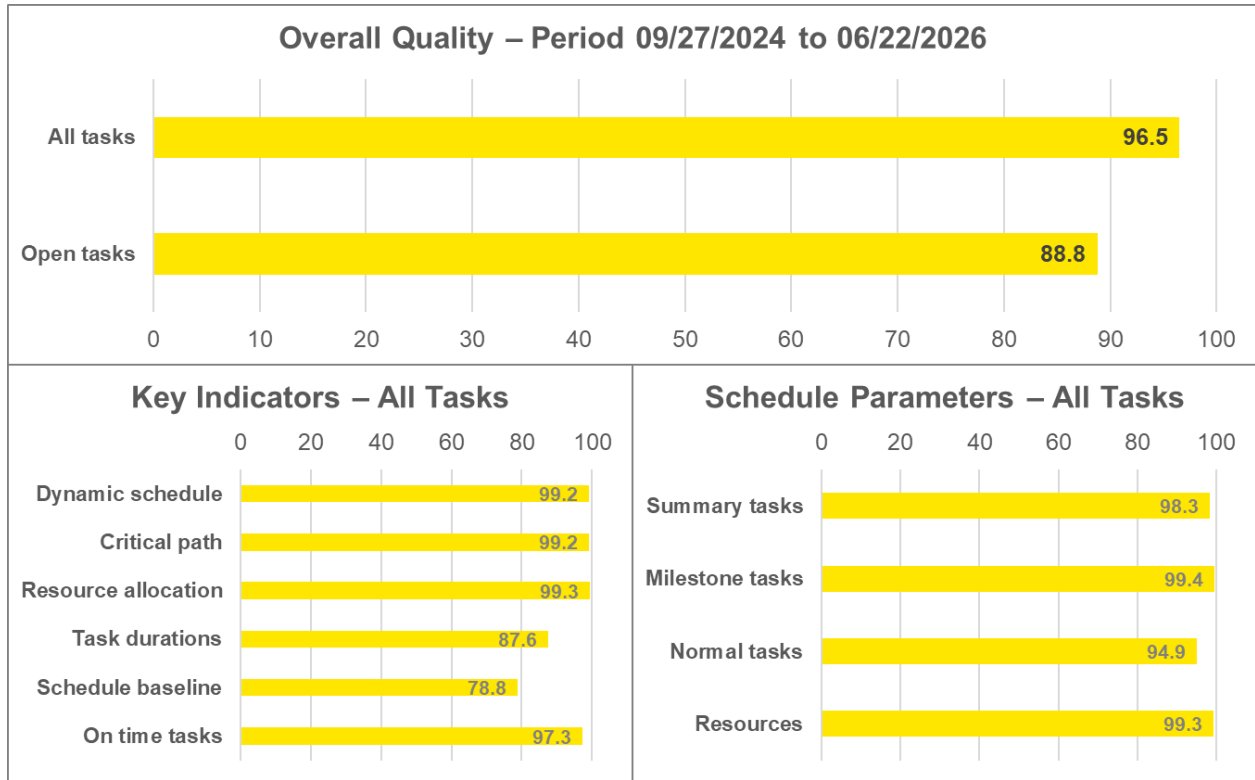 Overall Quality – Period 09/27/2024 to 06/22/2026
All tasks
96.5
Open tasks
88.8
0 10 20 30 40 50 60 70 80 90 100
Key Indicators – All Tasks
0 20 40 60 80 100
Dynamic schedule 99.2
Critical path 99.2
Resource allocation 99.3
Task durations 87.6
Schedule baseline 78.8
On time tasks 97.3
Schedule Parameters – All Tasks
0 20 40 60 80 100
Summary tasks 98.3
Milestone tasks 99.4
Normal tasks 94.9
Resources 99.3